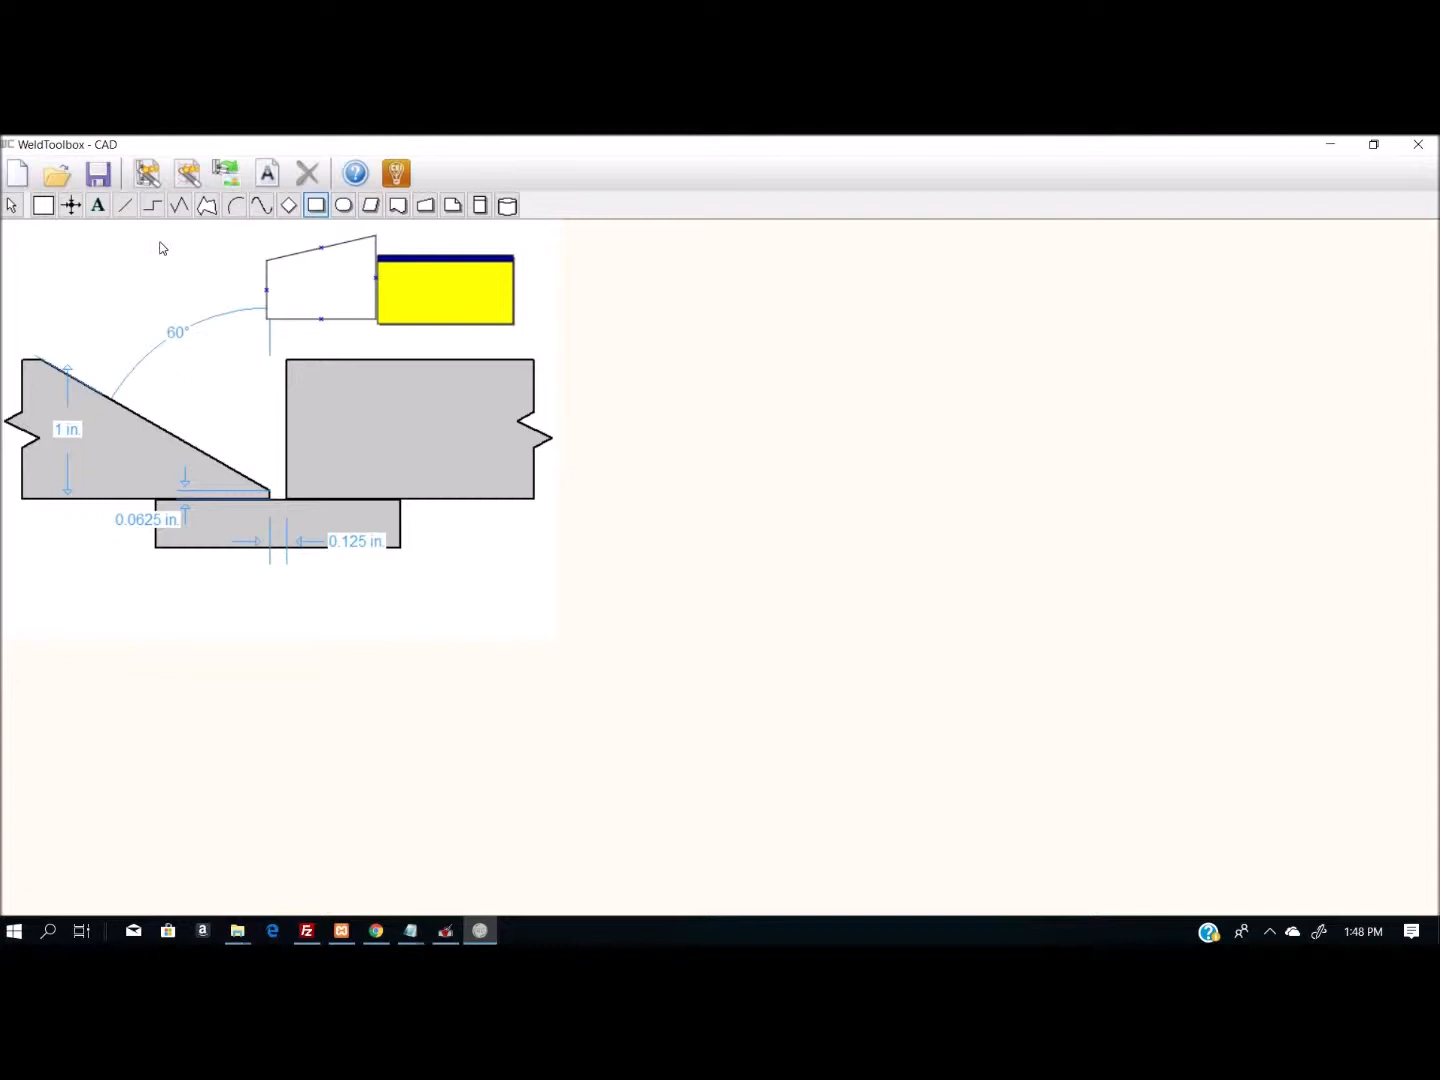 WeldToolbox - CAD
A
A
60°
1 in.
0.0625 in.
0.125 in.
1:48 PM